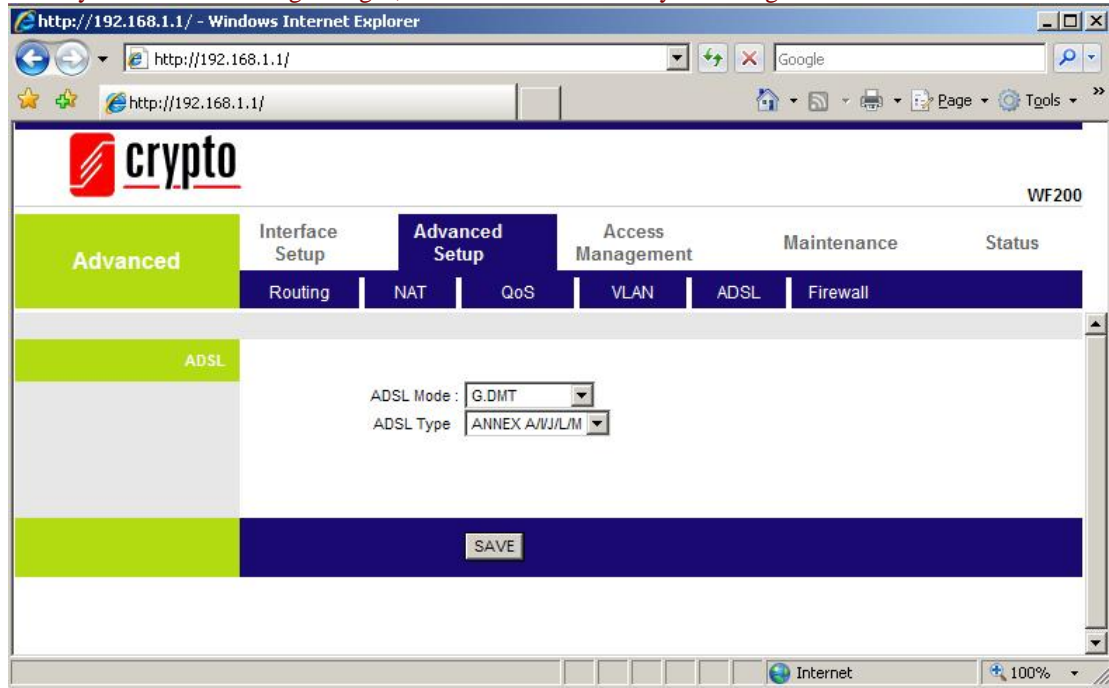 http://192.168.1.1/ - Windows Internet Explorer
http://192.168.1.1/
Google
http://192.168.1.1/
Page
Tools
crypto
WF200
Advanced
Interface Setup
Advanced Setup
Access Management
Maintenance
Status
Routing
NAT
QoS
VLAN
ADSL
Firewall
ADSL
ADSL Mode : G.DMT
ADSL Type ANNEX A/I/J/L/M
SAVE
Internet
100%